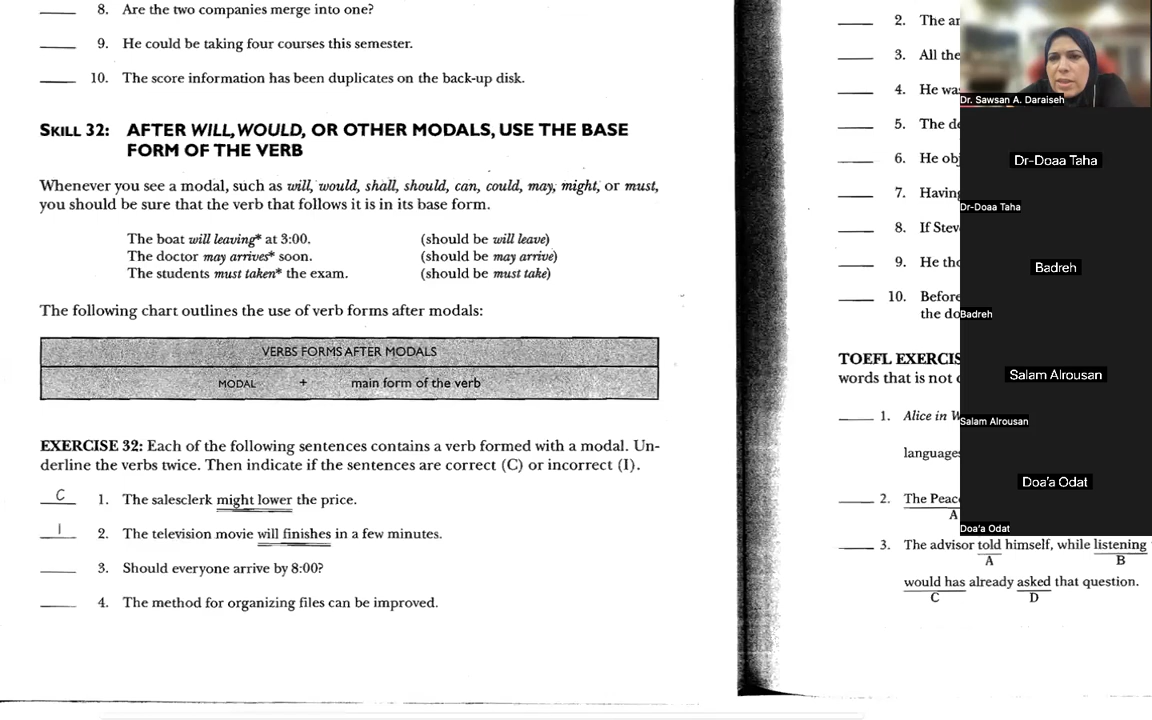 8. Are the two companies merge into one?
9. He could be taking four courses this semester.
10. The score information has been duplicates on the back-up disk.
SKILL 32: AFTER WILL, WOULD, OR OTHER MODALS, USE THE BASE
FORM OF THE VERB
Whenever you see a modal, such as will, would, shall, should, can, could, may, might, or must,
you should be sure that the verb that follows it is in its base form.
The boat will leaving* at 3:00. (should be will leave)
The doctor may arrives* soon. (should be may arrive)
The students must taken* the exam. (should be must take)
The following chart outlines the use of verb forms after modals:
VERBS FORMS AFTER MODALS
MODAL + main form of the verb
EXERCISE 32: Each of the following sentences contains a verb formed with a modal. Un-
derline the verbs twice. Then indicate if the sentences are correct (C) or incorrect (I).
C 1. The salesclerk might lower the price.
I 2. The television movie will finishes in a few minutes.
3. Should everyone arrive by 8:00?
4. The method for organizing files can be improved.
2. The
3. All the
4. He
5. The
6. He
7. Having
8. If
9. He
10. Before
the
TOEFL
words that is not
1. Alice in
languages
2. The
A
3. The advisor told himself, while listening
A B
would has already asked that question.
C D
Dr. Sawsan A. Daraiseh
Dr-Doaa Taha
Dr-Doaa Taha
Badreh
Badreh
Salam Alrousan
Salam Alrousan
Doa'a Odat
Doa'a Odat